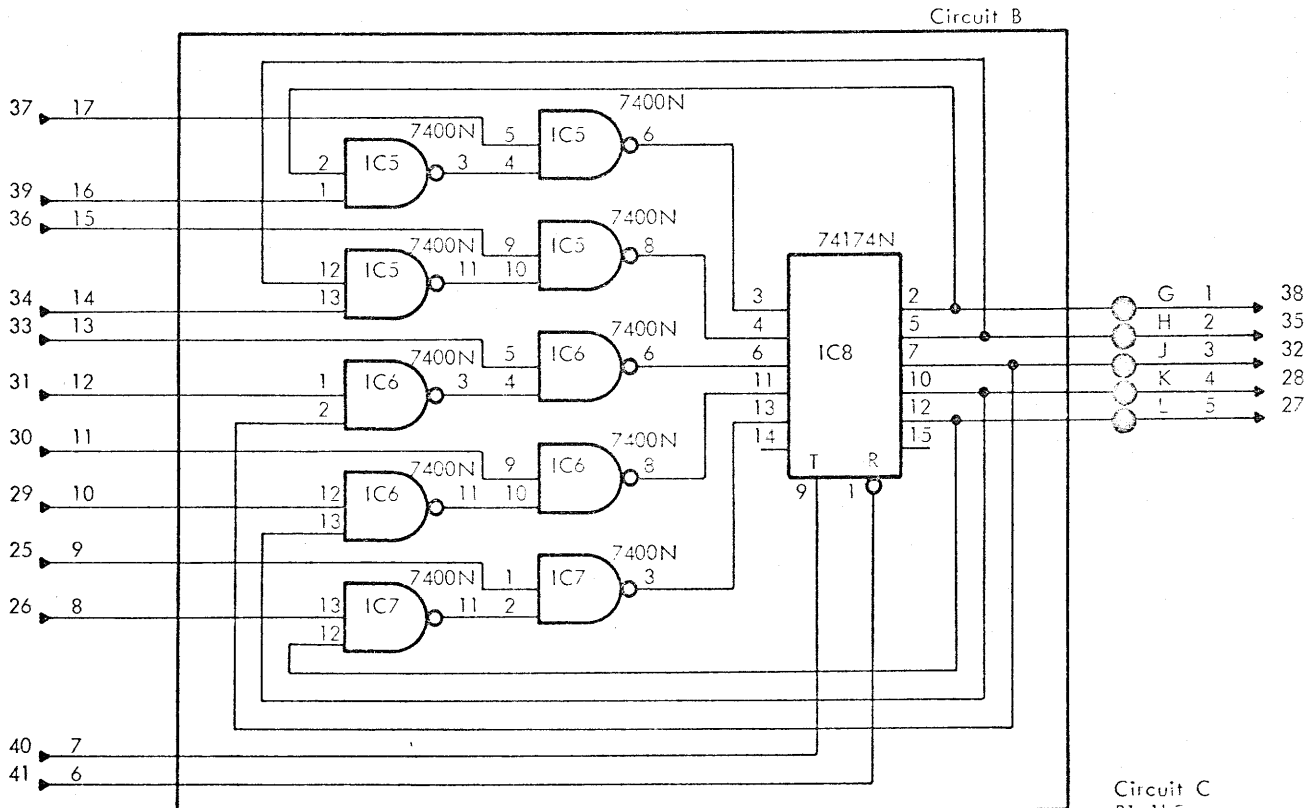 Circuit B
37 17 7400N
7400N 5 IC5 6
2 IC5 3 4
39 16 1
36 15 7400N
7400N 9 IC5 8 74174N
12 IC5 11 10
34 14 13
33 13 7400N
7400N 5 IC6 6
31 12 1 IC6 3 4
2
30 11 7400N
7400N 9 IC6 8
29 10 12 IC6 11 10
13
25 9 7400N
7400N 1 IC7 3
26 8 13 IC7 11 2
12
3 2 G 1 38
4 5 H 2 35
6 IC8 7 J 3 32
11 10 K 4 28
13 12 L 5 27
14 15
T R
9 1
40 7
41 6
Circuit C